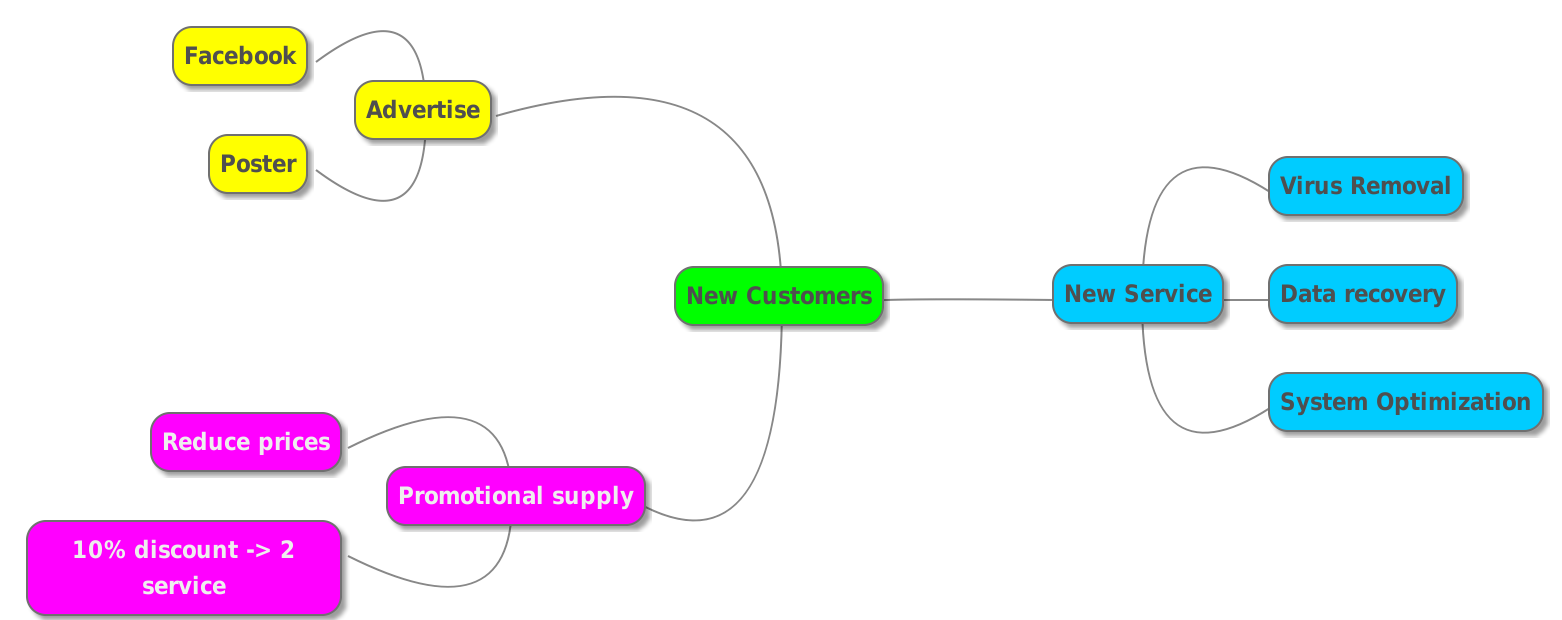 Facebook
Advertise
Poster
New Customers
Virus Removal
New Service
Data recovery
System Optimization
Reduce prices
Promotional supply
10% discount -> 2
service